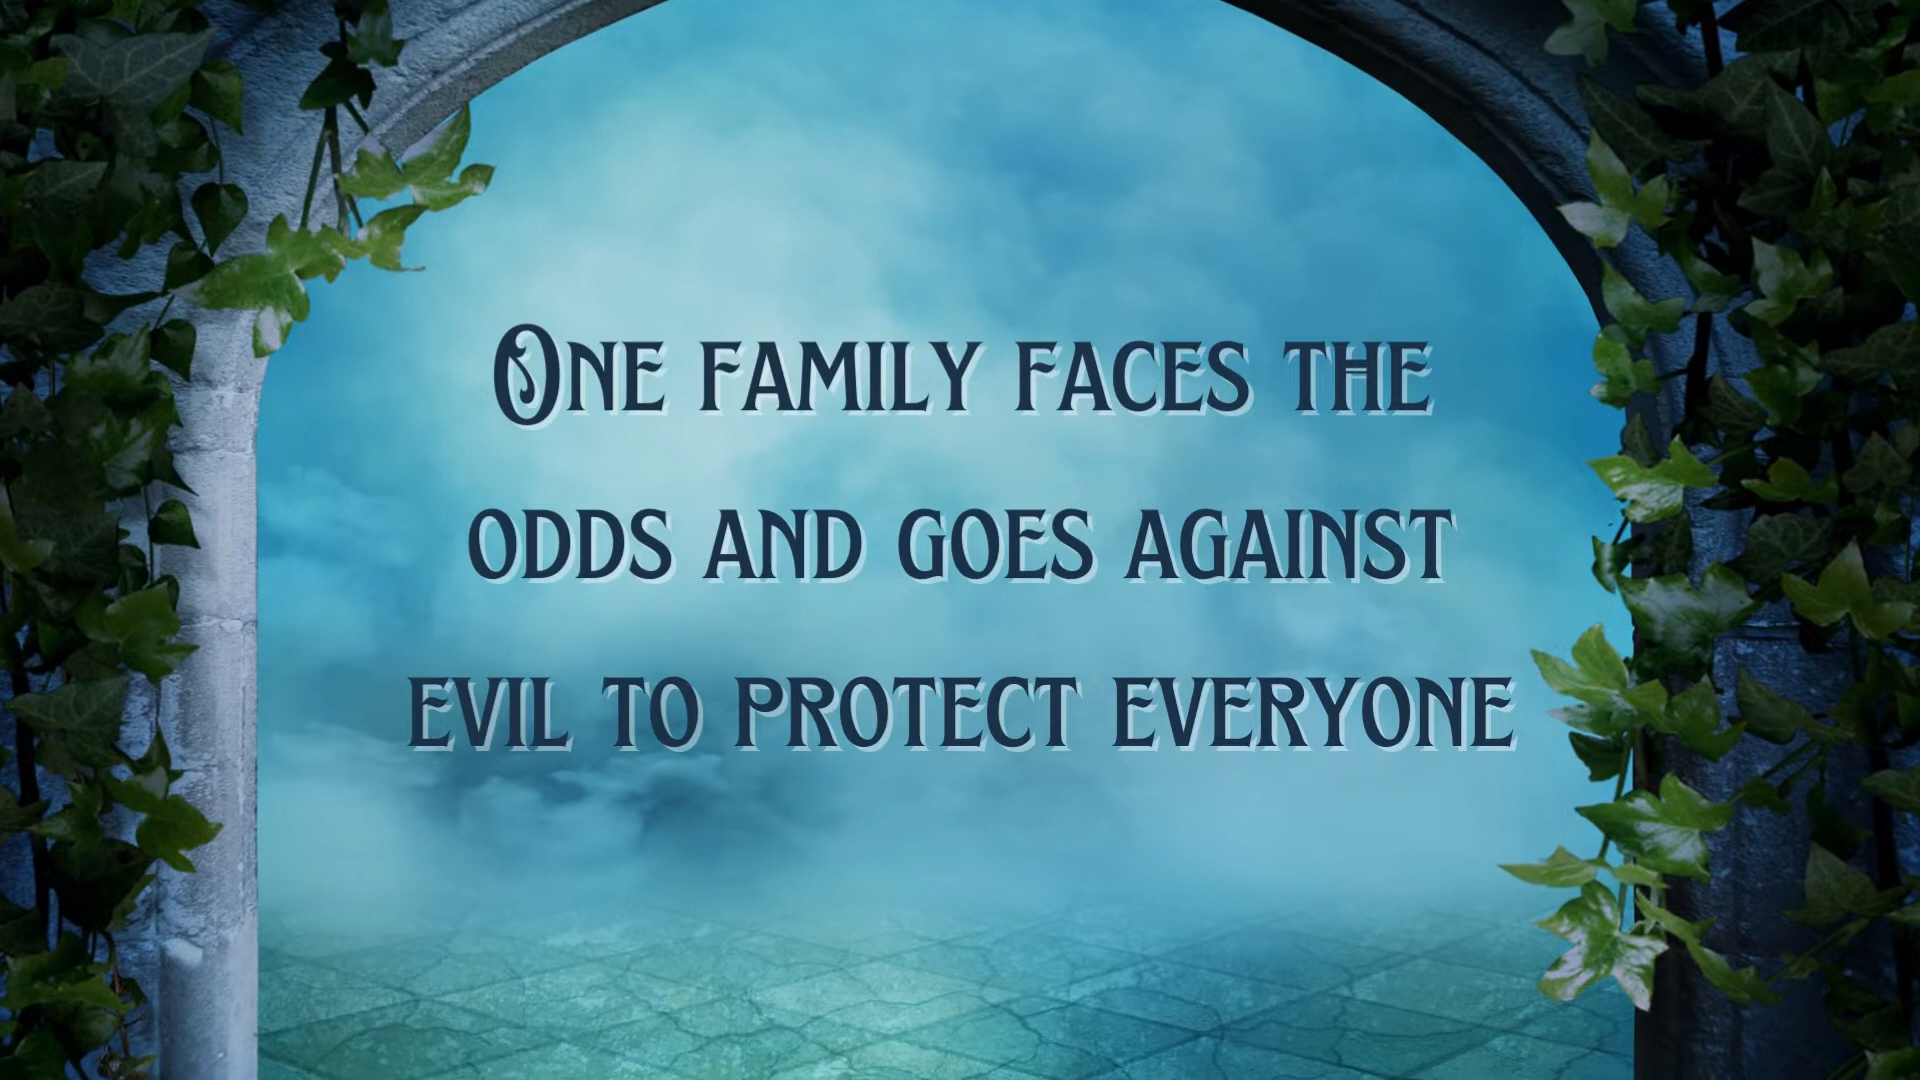 One family faces the
odds and goes against
evil to protect everyone